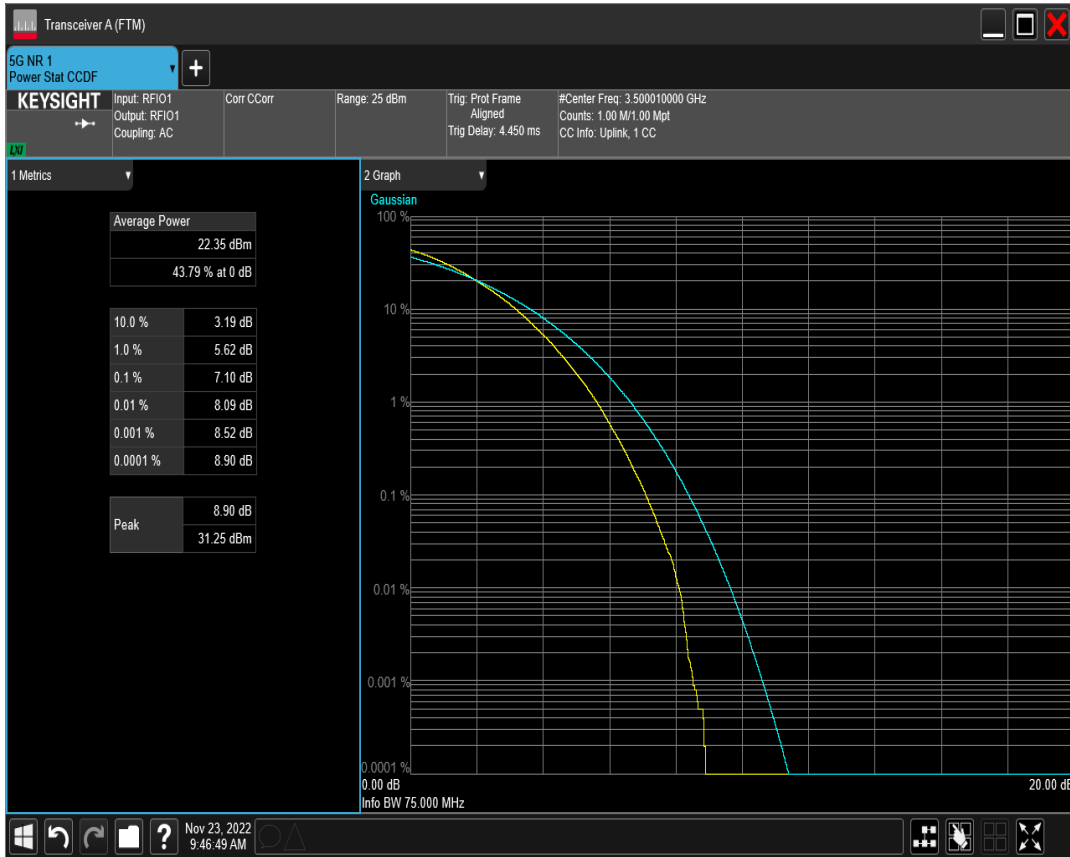 Transceiver A (FTM)
5G NR 1
Power Stat CCDF
+
KEYSIGHT
LXI
Input: RFIO1
Output: RFIO1
Coupling: AC
Corr CCorr
Range: 25 dBm
Trig: Prot Frame
Aligned
Trig Delay: 4.450 ms
#Center Freq: 3.500010000 GHz
Counts: 1.00 M/1.00 Mpt
CC Info: Uplink, 1 CC
1 Metrics
Average Power
22.35 dBm
43.79 % at 0 dB
10.0 % 3.19 dB
1.0 % 5.62 dB
0.1 % 7.10 dB
0.01 % 8.09 dB
0.001 % 8.52 dB
0.0001 % 8.90 dB
Peak 8.90 dB
31.25 dBm
2 Graph
Gaussian
100 %
10 %
1 %
0.1 %
0.01 %
0.001 %
0.0001 %
0.00 dB 20.00 dB
Info BW 75.000 MHz
?
Nov 23, 2022
9:46:49 AM